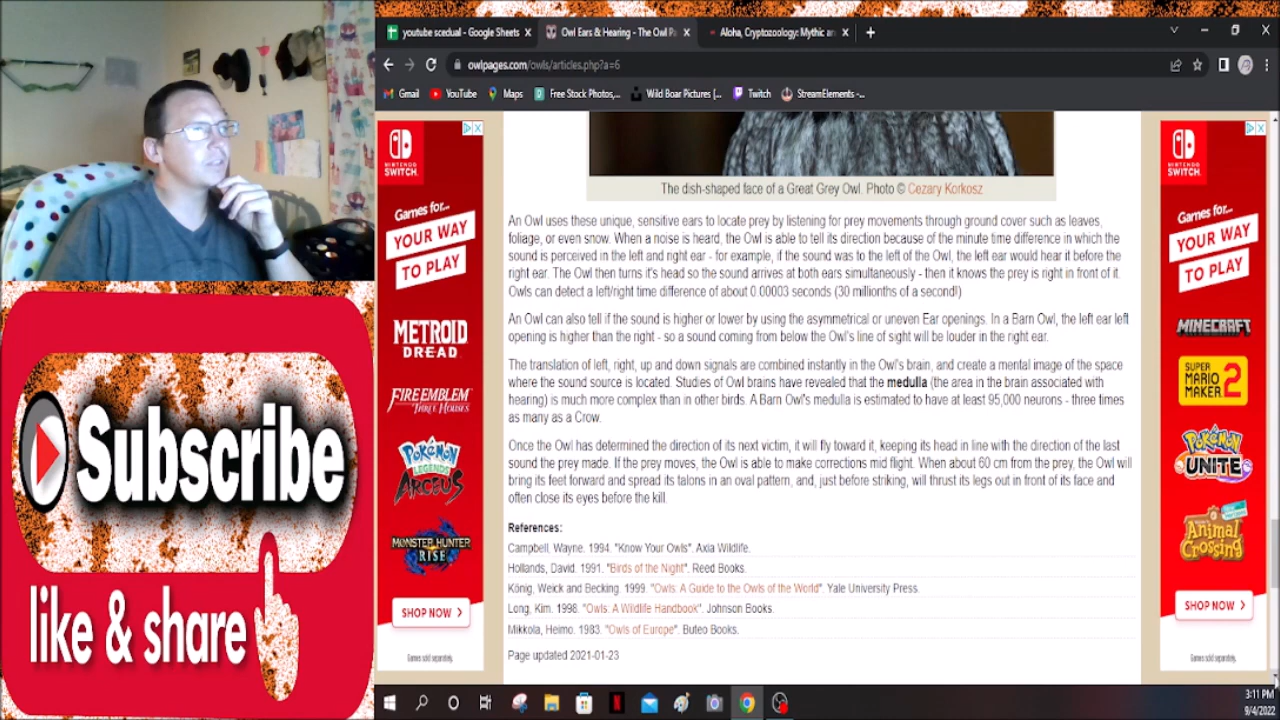 youtube scedual - Google Sheets
Owl Ears & Hearing - The Owl Pa
Aloha, Cryptozoology: Mythic an
owlpages.com/owls/articles.php?a=6
Gmail
YouTube
Maps
Free Stock Photos,...
Wild Boar Pictures [...
Twitch
StreamElements -...
The dish-shaped face of a Great Grey Owl. Photo © Cezary Korkosz
An Owl uses these unique, sensitive ears to locate prey by listening for prey movements through ground cover such as leaves,
foliage, or even snow. When a noise is heard, the Owl is able to tell its direction because of the minute time difference in which the
sound is perceived in the left and right ear - for example, if the sound was to the left of the Owl, the left ear would hear it before the
right ear. The Owl then turns it's head so the sound arrives at both ears simultaneously - then it knows the prey is right in front of it.
Owls can detect a left/right time difference of about 0.00003 seconds (30 millionths of a second!)
An Owl can also tell if the sound is higher or lower by using the asymmetrical or uneven Ear openings. In a Barn Owl, the left ear left
opening is higher than the right - so a sound coming from below the Owl's line of sight will be louder in the right ear.
The translation of left, right, up and down signals are combined instantly in the Owl's brain, and create a mental image of the space
where the sound source is located. Studies of Owl brains have revealed that the medulla (the area in the brain associated with
hearing) is much more complex than in other birds. A Barn Owl's medulla is estimated to have at least 95,000 neurons - three times
as many as a Crow.
Once the Owl has determined the direction of its next victim, it will fly toward it, keeping its head in line with the direction of the last
sound the prey made. If the prey moves, the Owl is able to make corrections mid flight. When about 60 cm from the prey, the Owl will
bring its feet forward and spread its talons in an oval pattern, and, just before striking, will thrust its legs out in front of its face and
often close its eyes before the kill.
References:
Campbell, Wayne. 1994. "Know Your Owls". Axia Wildlife.
Hollands, David. 1991. "Birds of the Night". Reed Books.
König, Weick and Becking. 1999. "Owls: A Guide to the Owls of the World". Yale University Press.
Long, Kim. 1998. "Owls: A Wildlife Handbook". Johnson Books.
Mikkola, Heimo. 1983. "Owls of Europe". Buteo Books.
Page updated 2021-01-23
NINTENDO
SWITCH
Games for...
YOUR WAY
TO PLAY
METROID
DREAD
FIRE EMBLEM
THREE HOUSES
POKÉMON
LEGENDS
ARCEUS
MONSTER HUNTER
RISE
SHOP NOW
Games sold separately.
NINTENDO
SWITCH
Games for...
YOUR WAY
TO PLAY
MINECRAFT
SUPER
MARIO
MAKER 2
POKÉMON
UNITE
Animal
Crossing
SHOP NOW
Games sold separately.
Subscribe
like & share
3:11 PM
9/4/2022